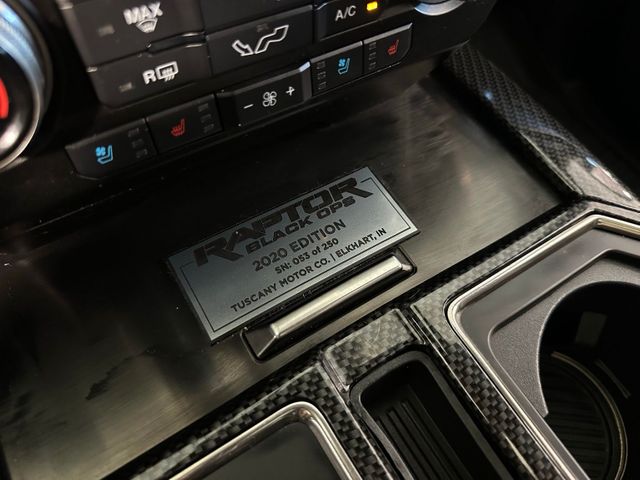 MAX
A/C
R
- +
RAPTOR
BLACK OPS
2020 EDITION
SN: 053 of 250
TUSCANY MOTOR CO. | ELKHART, IN